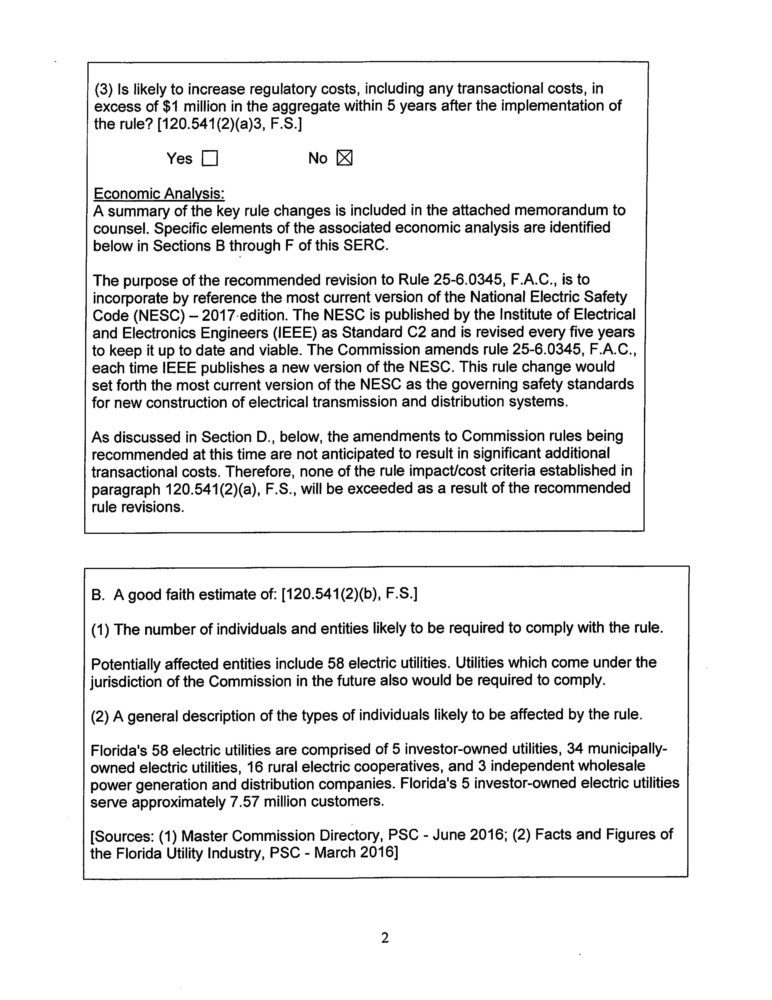 (3) Is likely to increase regulatory costs, including any transactional costs, in
excess of $1 million in the aggregate within 5 years after the implementation of
the rule? [120.541(2)(a)3, F.S.]
Yes ☐ No ☒
Economic Analysis:
A summary of the key rule changes is included in the attached memorandum to
counsel. Specific elements of the associated economic analysis are identified
below in Sections B through F of this SERC.
The purpose of the recommended revision to Rule 25-6.0345, F.A.C., is to
incorporate by reference the most current version of the National Electric Safety
Code (NESC) – 2017 edition. The NESC is published by the Institute of Electrical
and Electronics Engineers (IEEE) as Standard C2 and is revised every five years
to keep it up to date and viable. The Commission amends rule 25-6.0345, F.A.C.,
each time IEEE publishes a new version of the NESC. This rule change would
set forth the most current version of the NESC as the governing safety standards
for new construction of electrical transmission and distribution systems.
As discussed in Section D., below, the amendments to Commission rules being
recommended at this time are not anticipated to result in significant additional
transactional costs. Therefore, none of the rule impact/cost criteria established in
paragraph 120.541(2)(a), F.S., will be exceeded as a result of the recommended
rule revisions.
B. A good faith estimate of: [120.541(2)(b), F.S.]
(1) The number of individuals and entities likely to be required to comply with the rule.
Potentially affected entities include 58 electric utilities. Utilities which come under the
jurisdiction of the Commission in the future also would be required to comply.
(2) A general description of the types of individuals likely to be affected by the rule.
Florida's 58 electric utilities are comprised of 5 investor-owned utilities, 34 municipally-
owned electric utilities, 16 rural electric cooperatives, and 3 independent wholesale
power generation and distribution companies. Florida's 5 investor-owned electric utilities
serve approximately 7.57 million customers.
[Sources: (1) Master Commission Directory, PSC - June 2016; (2) Facts and Figures of
the Florida Utility Industry, PSC - March 2016]
2